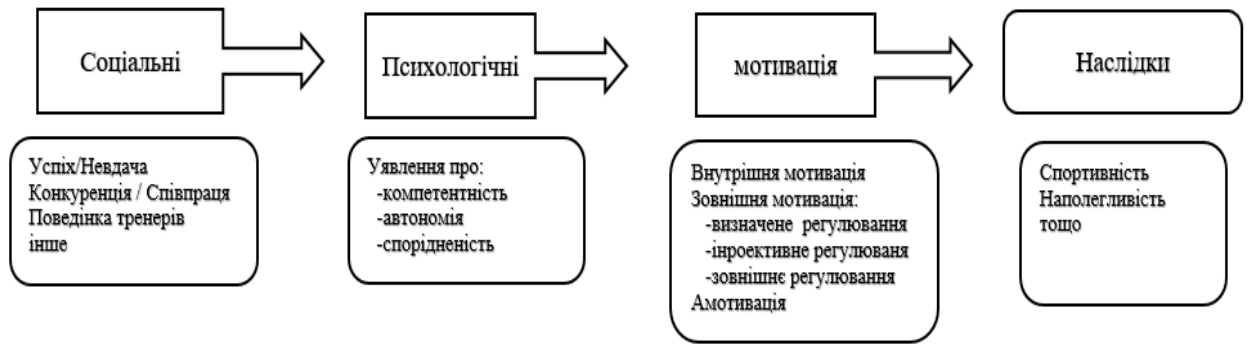 Соціальні
Психологічні
мотивація
Наслідки
Успіх/Невдача
Конкуренція / Співпраця
Поведінка тренерів
інше
Уявлення про:
-компетентність
-автономія
-спорідненість
Внутрішня мотивація
Зовнішня мотивація:
-визначене регулювання
-інроективне регулюваня
-зовнішнє регулювання
Амотивація
Спортивність
Наполегливість
тощо